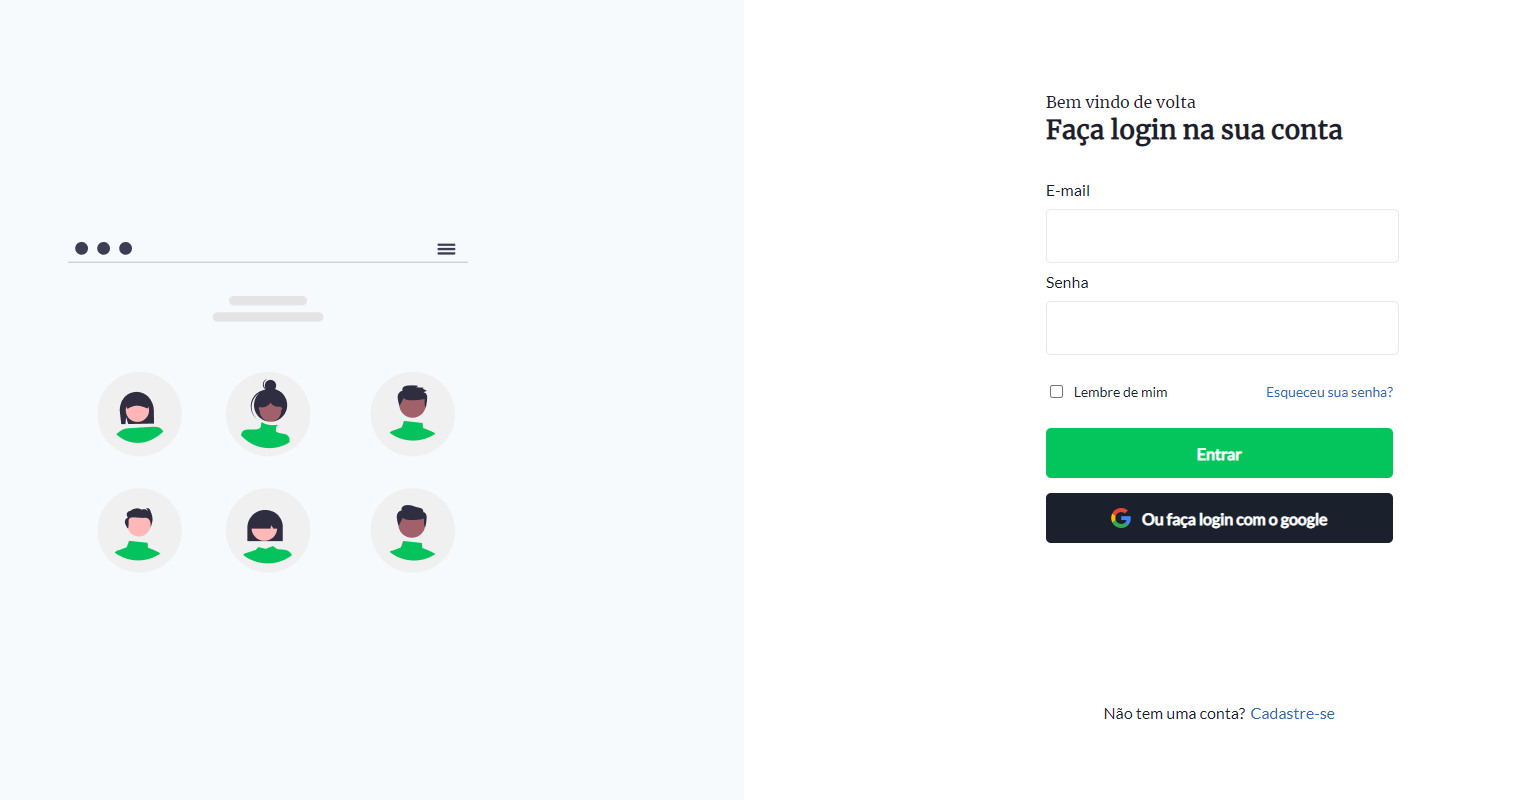 Bem vindo de volta
Faça login na sua conta
E-mail
Senha
Lembre de mim Esqueceu sua senha?
Entrar
Ou faça login com o google
Não tem uma conta? Cadastre-se